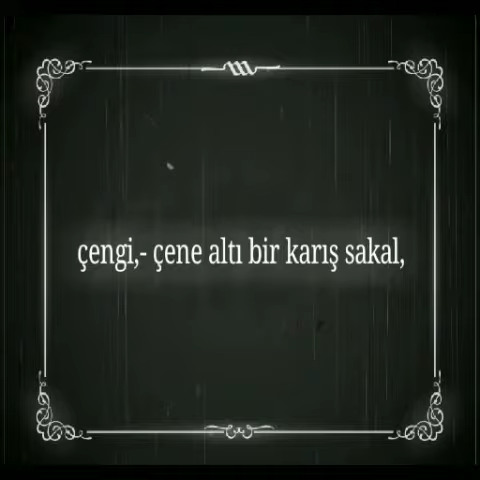 çengi,- çene altı bir karış sakal,